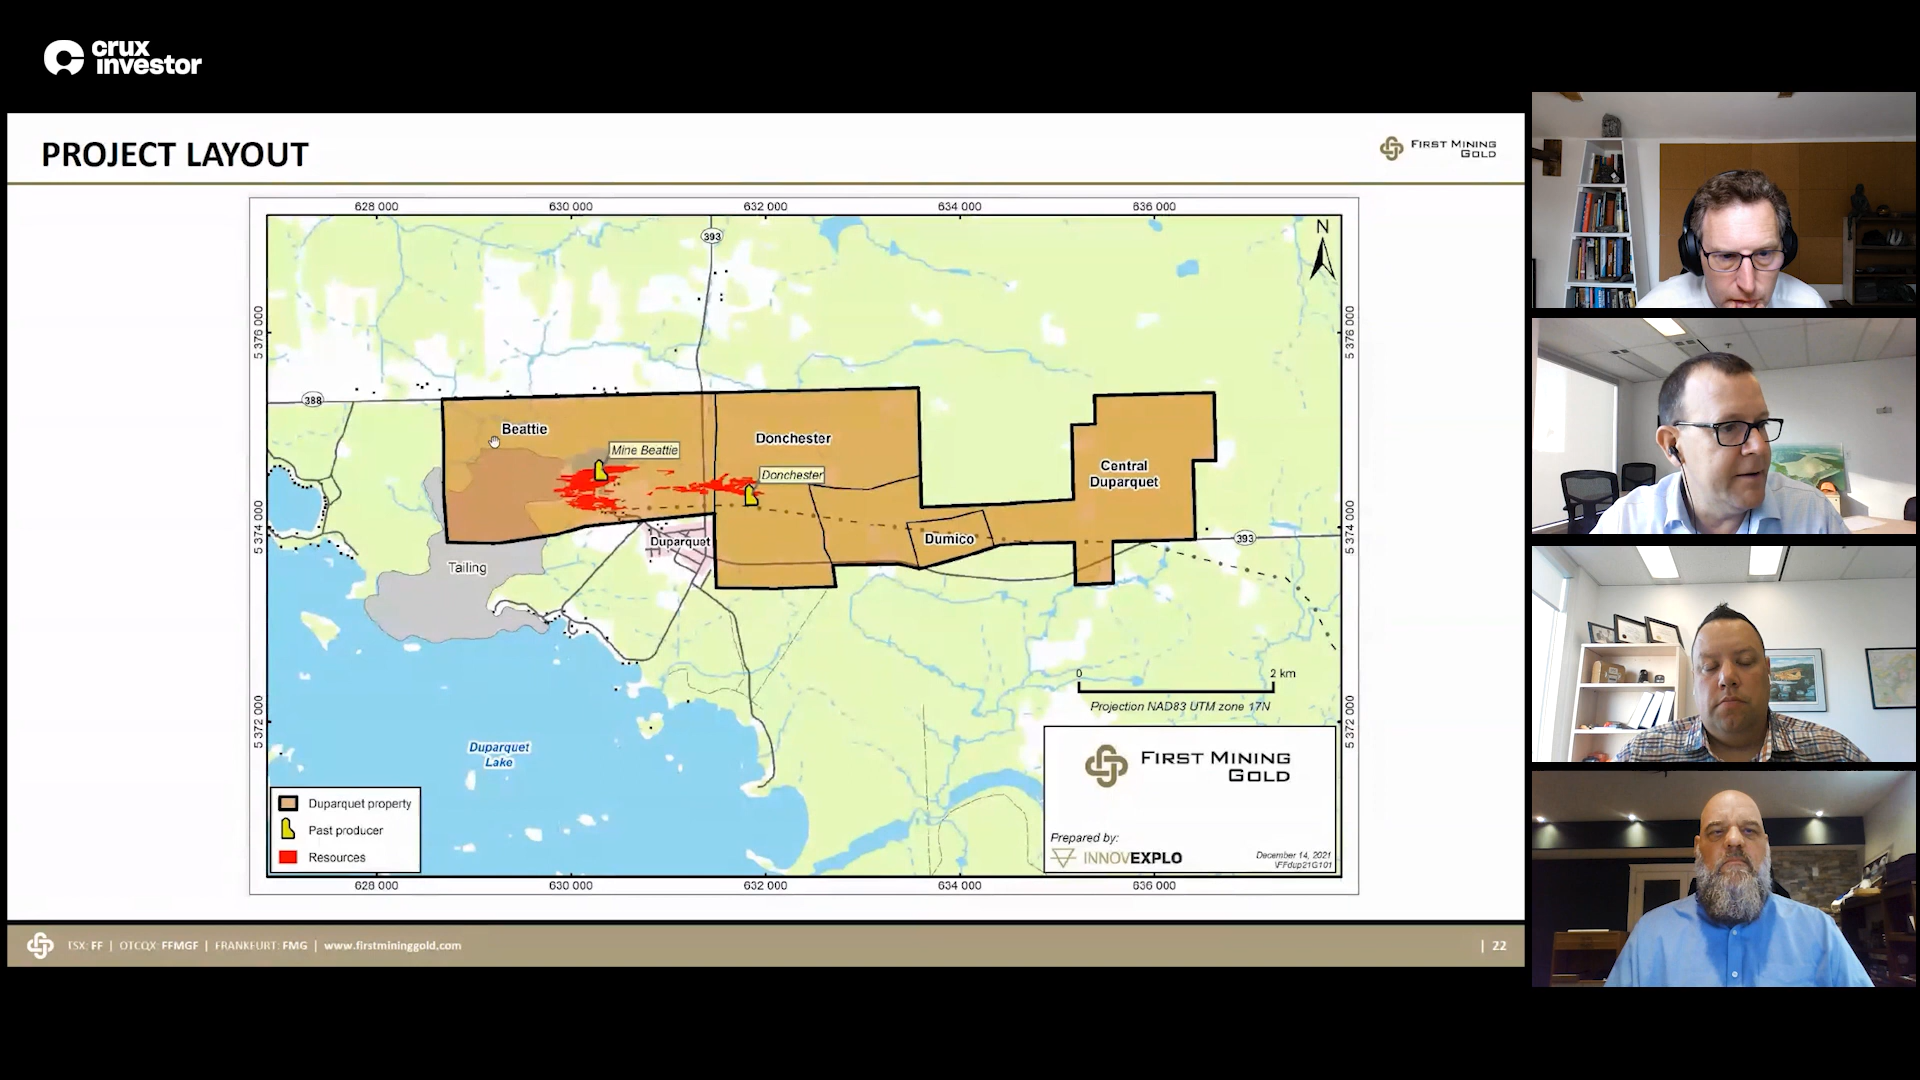 crux
investor
PROJECT LAYOUT
FIRST MINING
GOLD
628 000
630 000
632 000
634 000
636 000
393
N
5 376 000
5 376 000
388
Beattie
Mine Beattie
Donchester
Donchester
Central
Duparquet
5 374 000
5 374 000
Duparquet
Dumico
393
Tailing
0
2 km
Projection NAD83 UTM zone 17N
5 372 000
5 372 000
Duparquet
Lake
FIRST MINING
GOLD
Duparquet property
Past producer
Resources
Prepared by:
INNOVEXPLO
December 14, 2021
\FFdup21G101
628 000
630 000
632 000
634 000
636 000
TSX: FF | OTCQX: FFMGF | FRANKFURT: FMG | www.firstmininggold.com
| 22